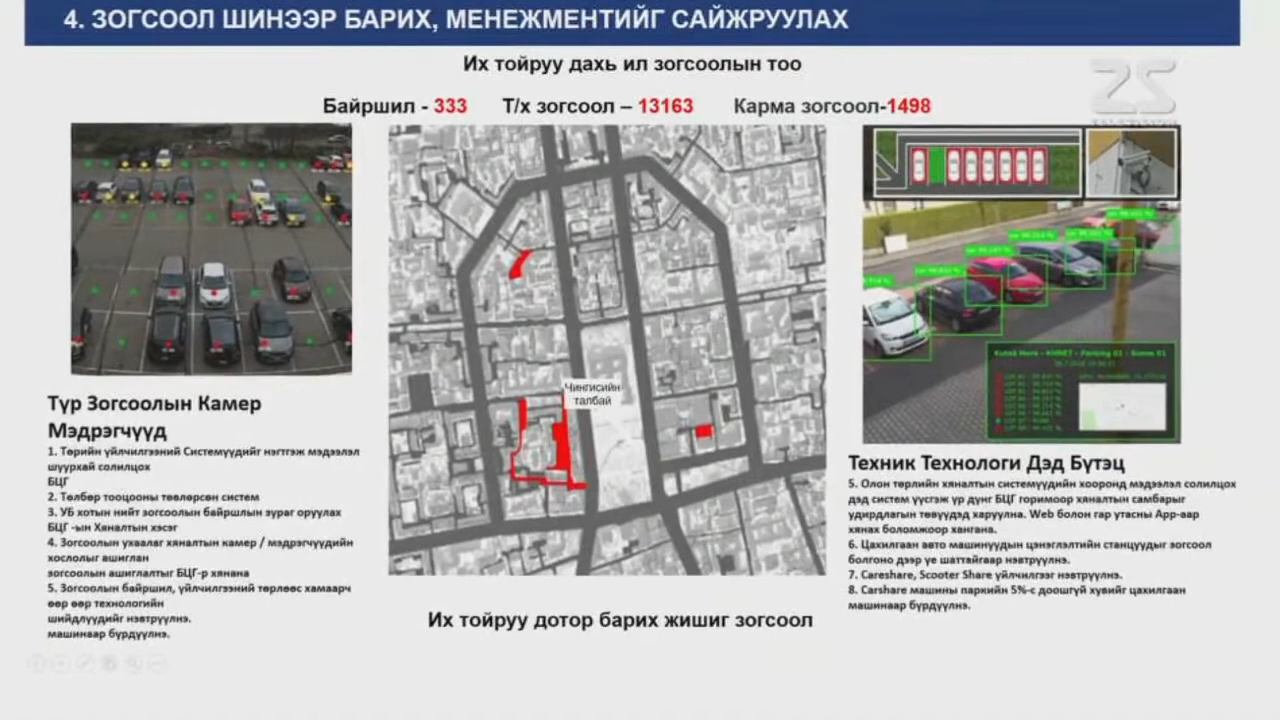 4. ЗОГСООЛ ШИНЭЭР БАРИХ, МЕНЕЖМЕНТИЙГ САЙЖРУУЛАХ
Их тойруу дахь ил зогсоолын тоо
Байршил - 333 Т/х зогсоол – 13163 Карма зогсоол-1498
Чингисийн
талбай
Түр Зогсоолын Камер
Мэдрэгчүүд
1. Төрийн үйлчилгээний Системүүдийг нэгтгэж мэдээлэл
шуурхай солилцох
БЦГ
2. Төлбөр тооцооны төвлөрсөн систем
3. УБ хотын нийт зогсоолын байршлын зураг оруулах
БЦГ -ын Хяналтын хэсэг
4. Зогсоолын ухаалаг хяналтын камер / мэдрэгчүүдийн
хослолыг ашиглан
зогсоолын ашиглалтыг БЦГ-р хянана
5. Зогсоолын байршил, үйлчилгээний төрлөөс хамаарч
өөр өөр технологийн
шийдлүүдийг нэвтрүүлнэ.
машинаар бүрдүүлнэ.
Их тойруу дотор барих жишиг зогсоол
Kutná Hora - KHNET - Parking 01 - Kamm 01
Техник Технологи Дэд Бүтэц
5. Олон төрлийн хяналтын системүүдийн хооронд мэдээлэл солилцох
дэд систем үүсгэж үр дүнг БЦГ горимоор хяналтын самбарыг
удирдлагын төвүүдэд харуулна. Web болон гар утасны App-аар
хянах боломжоор хангана.
6. Цахилгаан авто машинуудын цэнэглэлтийн станцуудыг зогсоол
болгоно дээр үе шаттайгаар нэвтрүүлнэ.
7. Careshare, Scooter Share үйлчилгээг нэвтрүүлнэ.
8. Carshare машины паркийн 5%-с доошгүй хувийг цахилгаан
машинаар бүрдүүлнэ.